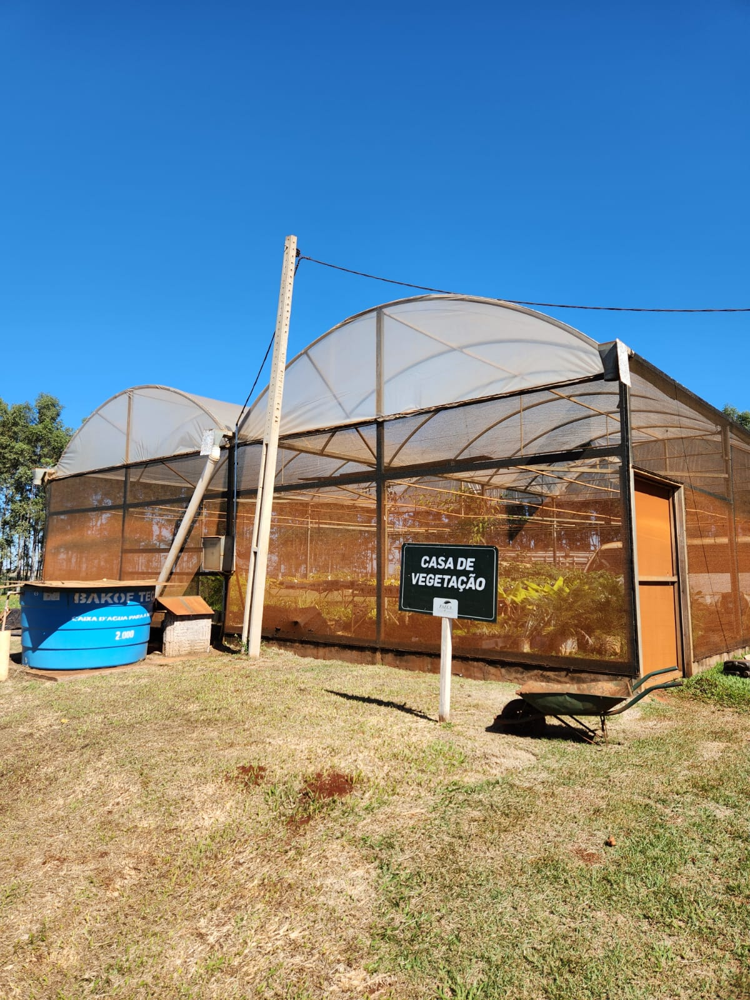 CASA DE
VEGETAÇÃO
BAKOF TEC
CAIXA D'ÁGUA PARA A
2.000